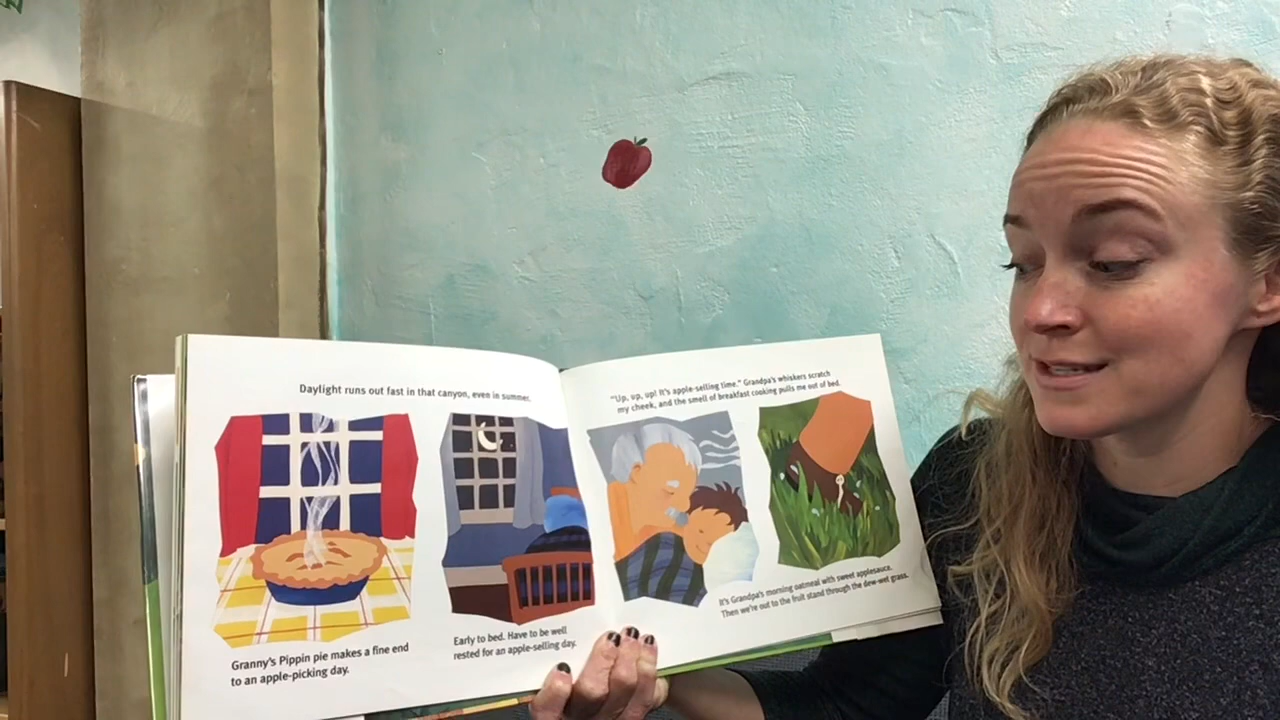 Daylight runs out fast in that canyon, even in summer.
Granny's Pippin pie makes a fine end
to an apple-picking day.
Early to bed. Have to be well
rested for an apple-selling day.
"Up, up, up! It's apple-selling time." Grandpa's whiskers scratch
my cheek, and the smell of breakfast cooking pulls me out of bed.
It's Grandpa's morning oatmeal with sweet applesauce.
Then we're out to the fruit stand through the dew-wet grass.